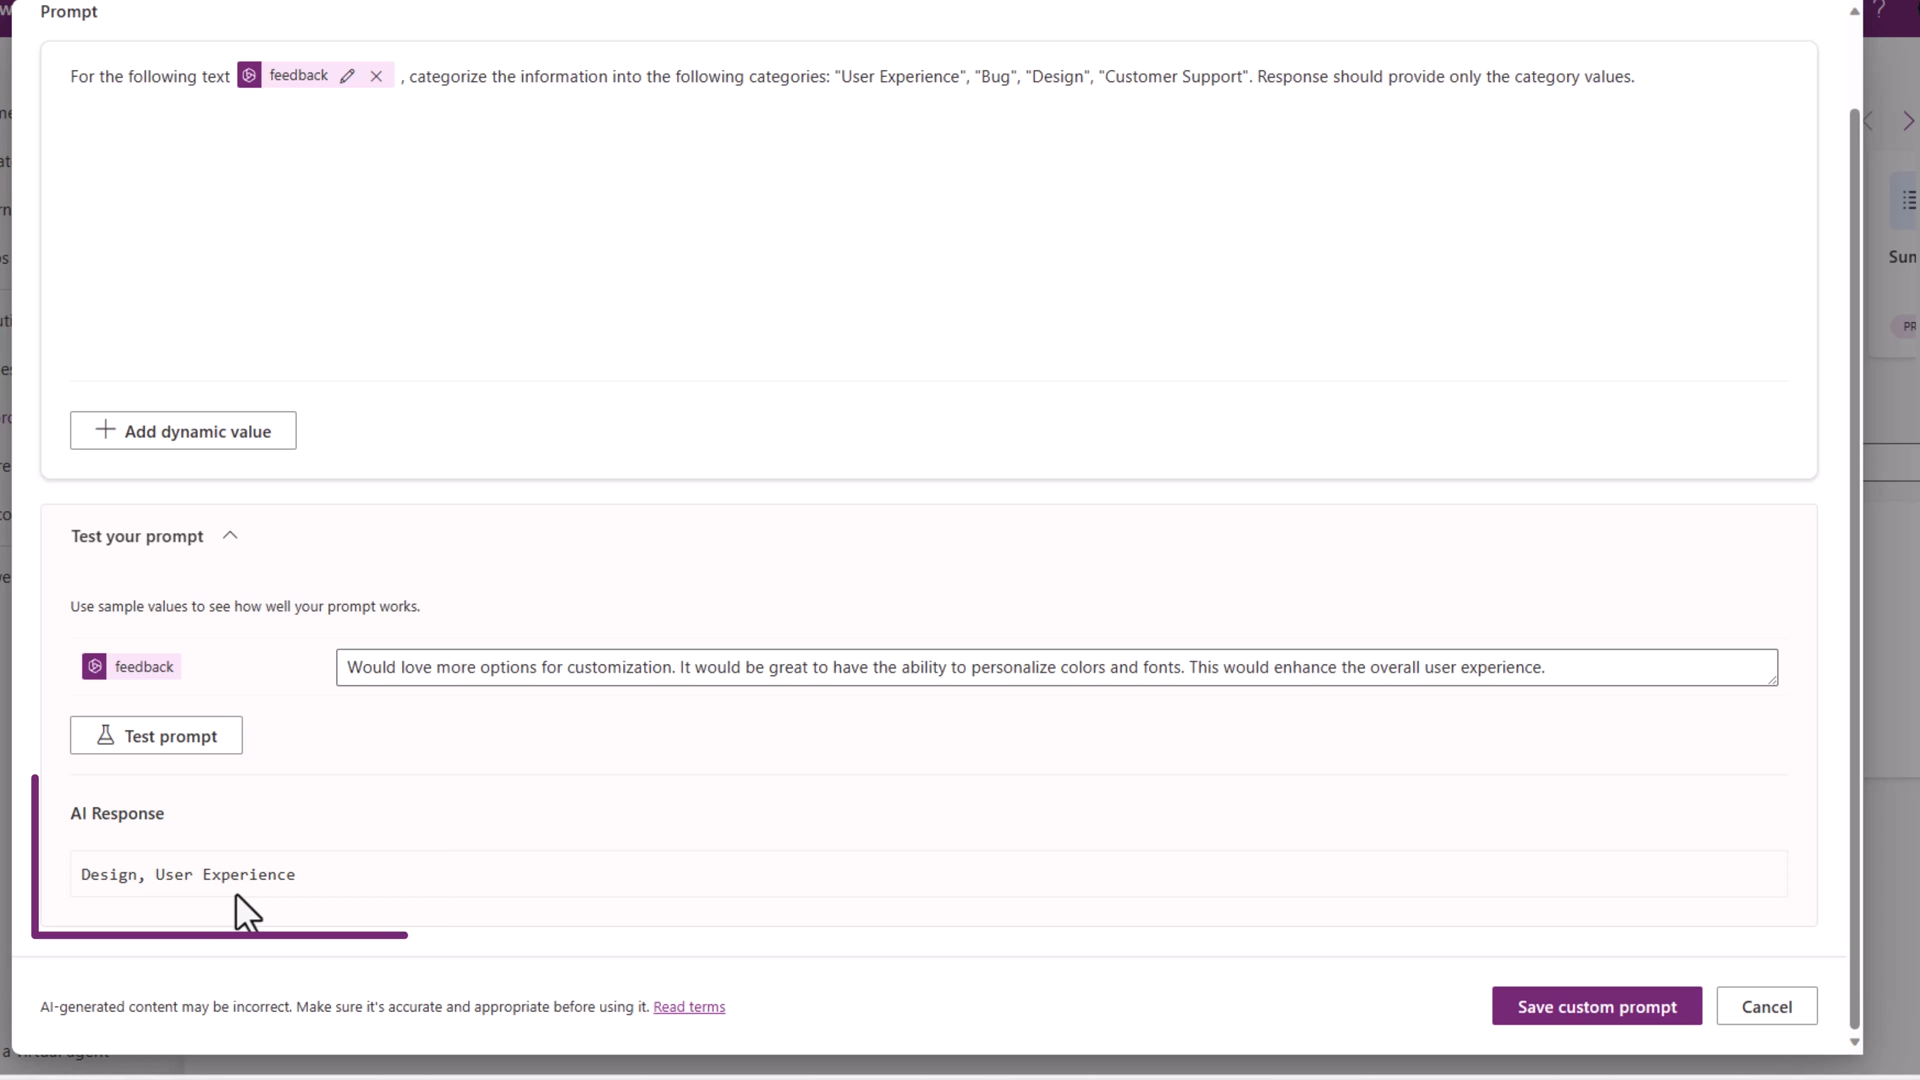 Prompt
For the following text feedback , categorize the information into the following categories: "User Experience", "Bug", "Design", "Customer Support". Response should provide only the category values.
Add dynamic value
Test your prompt
Use sample values to see how well your prompt works.
feedback
Would love more options for customization. It would be great to have the ability to personalize colors and fonts. This would enhance the overall user experience.
Test prompt
AI Response
Design, User Experience
AI-generated content may be incorrect. Make sure it's accurate and appropriate before using it. Read terms
Save custom prompt
Cancel